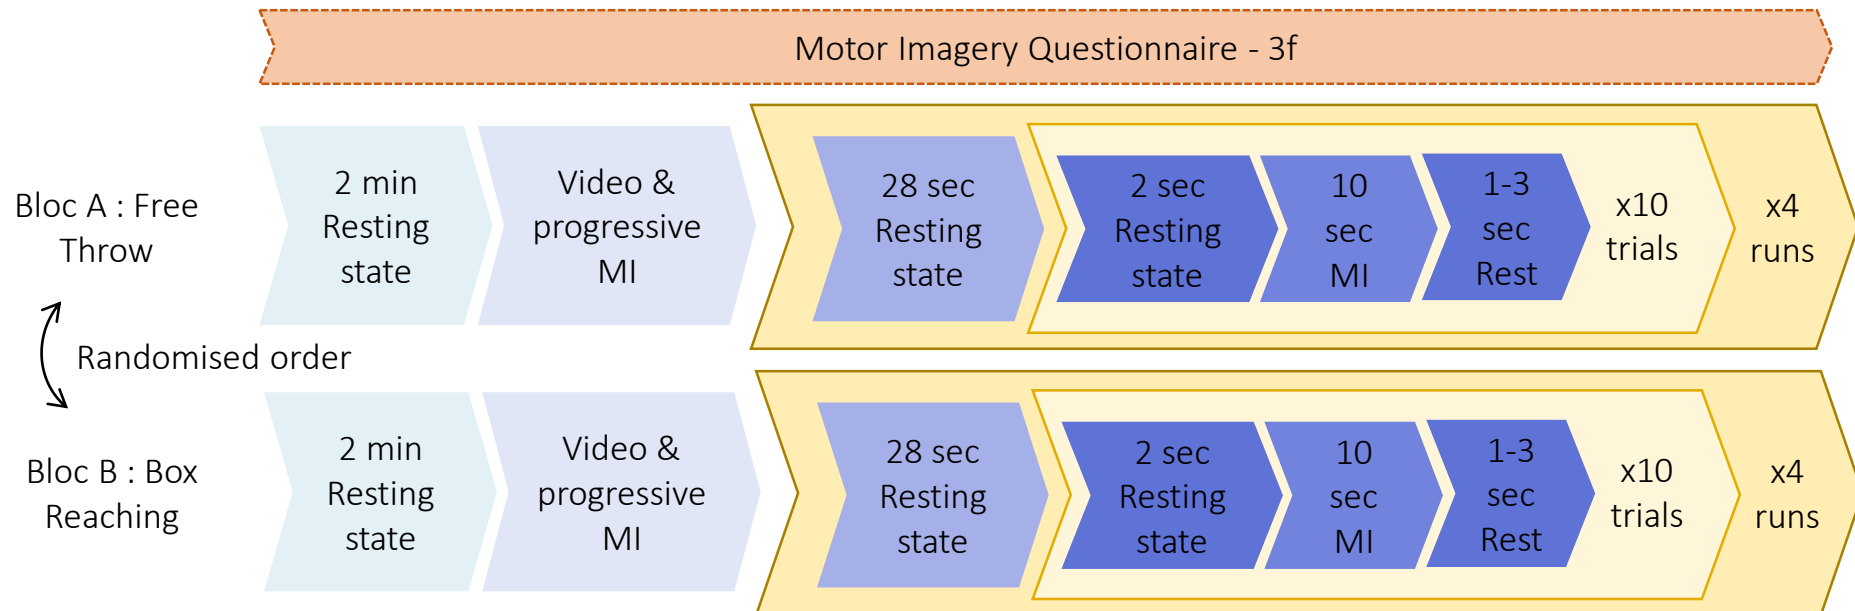 Motor Imagery Questionnaire - 3f
Bloc A : Free
Throw
2 min
Resting
state
Video &
progressive
MI
28 sec
Resting
state
2 sec
Resting
state
10
sec
MI
1-3
sec
Rest
x10
trials
x4
runs
Randomised order
Bloc B : Box
Reaching
2 min
Resting
state
Video &
progressive
MI
28 sec
Resting
state
2 sec
Resting
state
10
sec
MI
1-3
sec
Rest
x10
trials
x4
runs